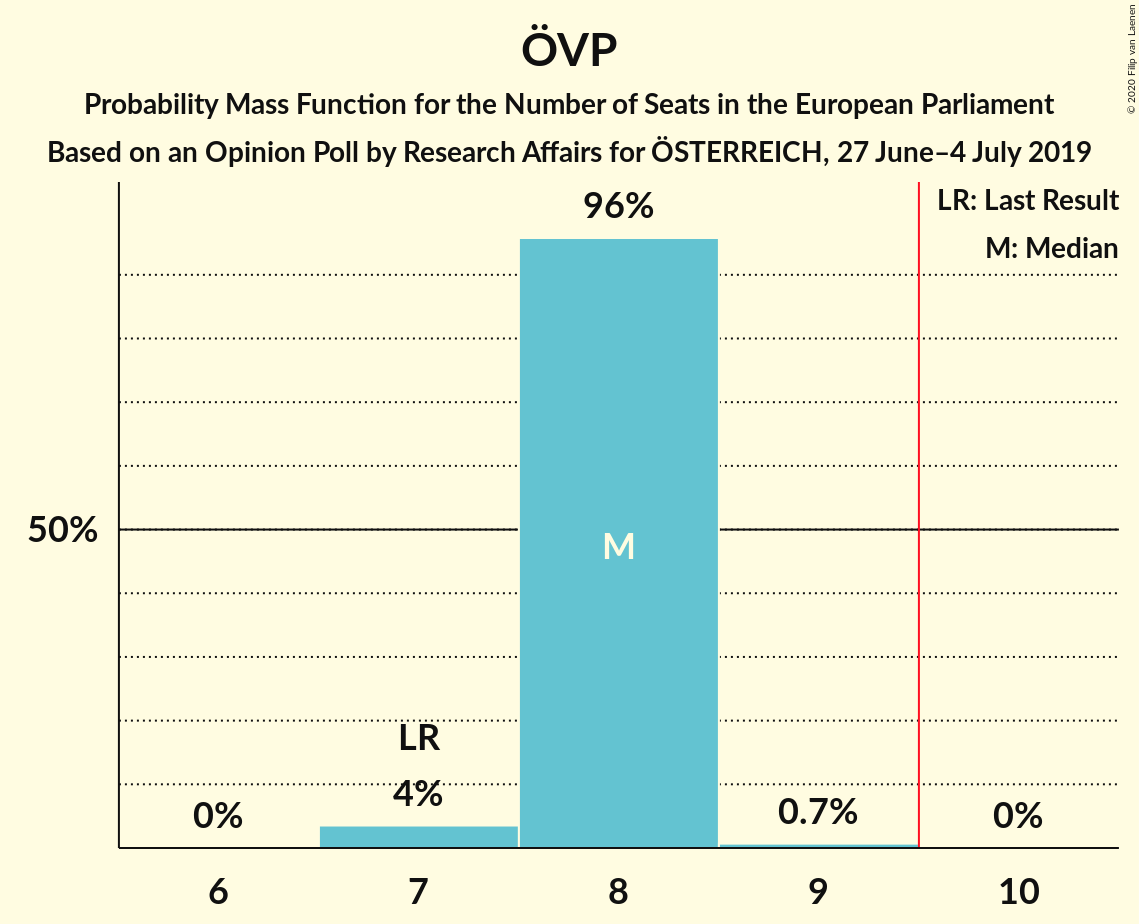 ÖVP
Probability Mass Function for the Number of Seats in the European Parliament
Based on an Opinion Poll by Research Affairs for ÖSTERREICH, 27 June–4 July 2019
© 2020 Filip van Laenen
LR: Last Result
M: Median
96%
50%
M
LR
4%
0%
0.7%
0%
6 7 8 9 10